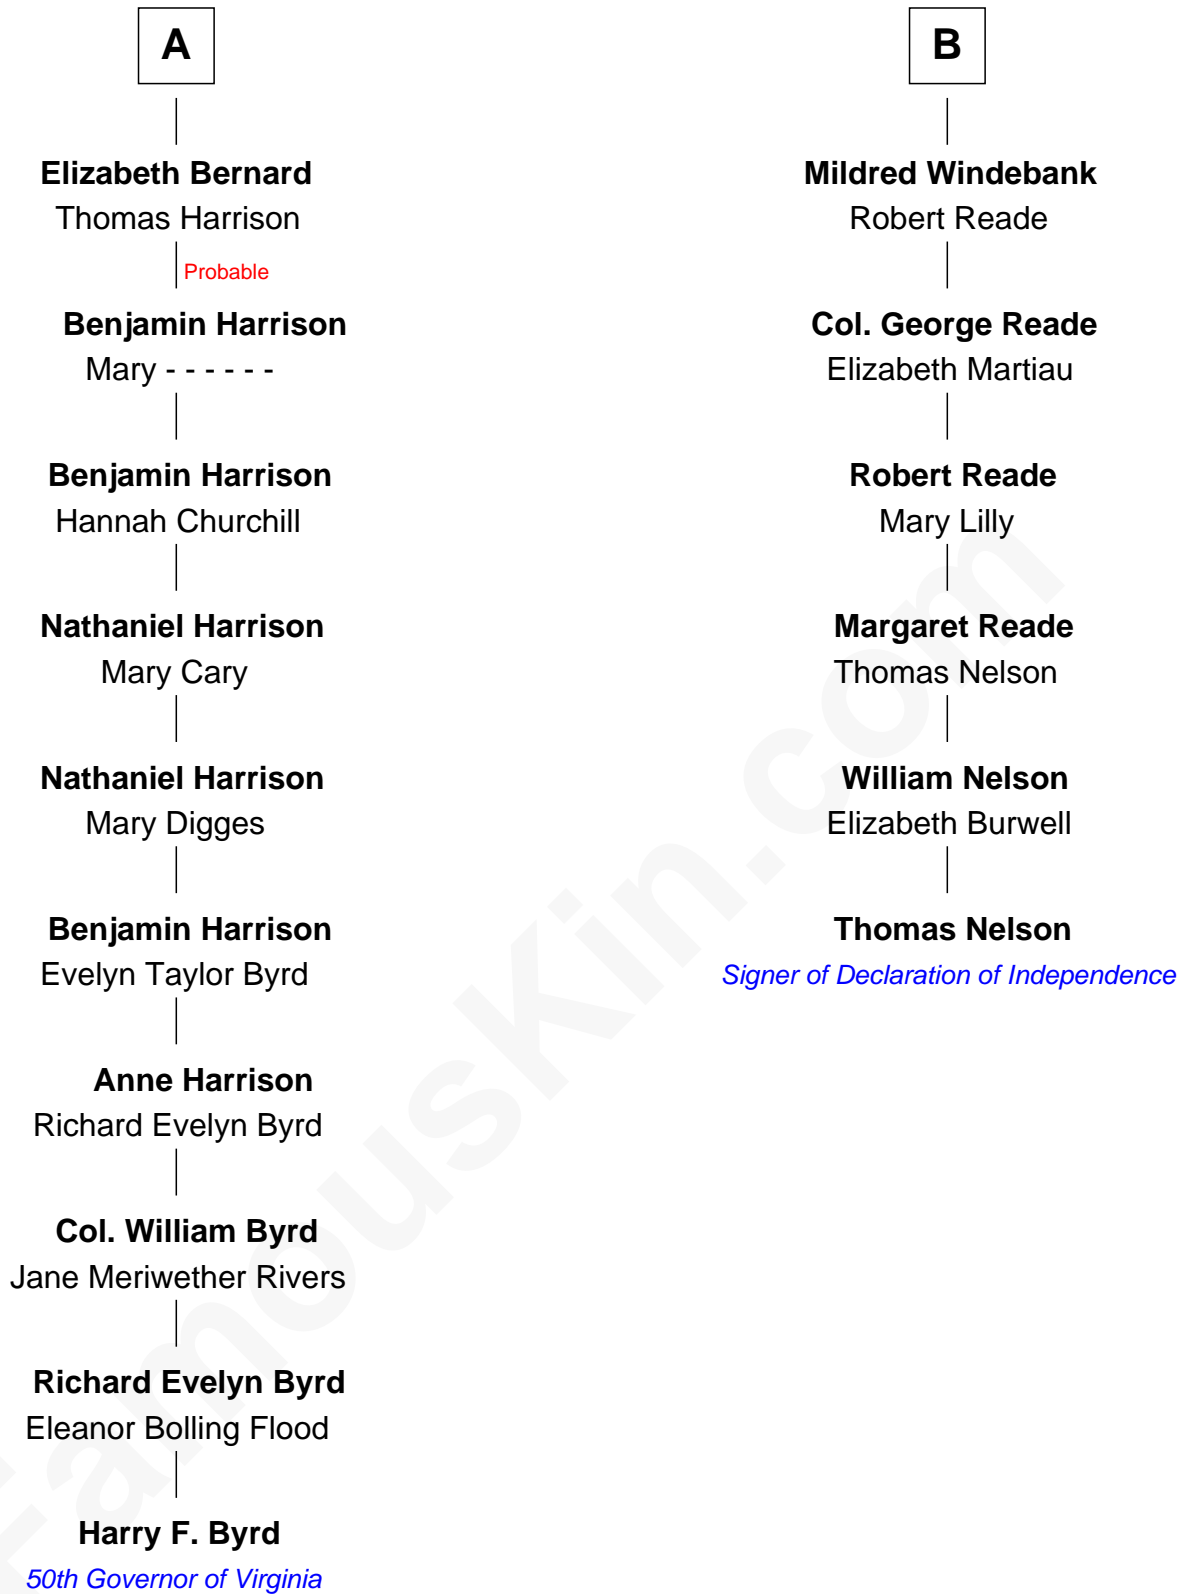 A
Elizabeth Bernard
Thomas Harrison
Probable
Benjamin Harrison
Mary - - - - - -
Benjamin Harrison
Hannah Churchill
Nathaniel Harrison
Mary Cary
Nathaniel Harrison
Mary Digges
Benjamin Harrison
Evelyn Taylor Byrd
Anne Harrison
Richard Evelyn Byrd
Col. William Byrd
Jane Meriwether Rivers
Richard Evelyn Byrd
Eleanor Bolling Flood
Harry F. Byrd
50th Governor of Virginia
B
Mildred Windebank
Robert Reade
Col. George Reade
Elizabeth Martiau
Robert Reade
Mary Lilly
Margaret Reade
Thomas Nelson
William Nelson
Elizabeth Burwell
Thomas Nelson
Signer of Declaration of Independence
FamousKin.com